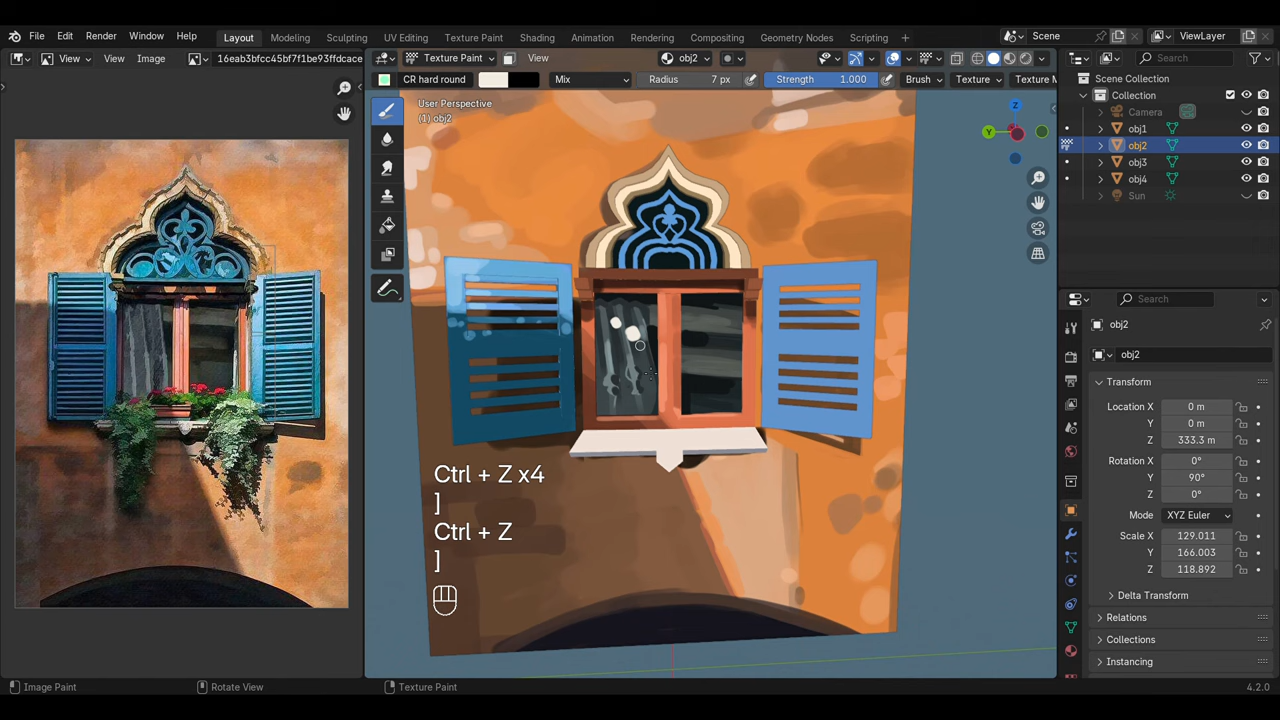 File Edit Render Window Help Layout Modeling Sculpting UV Editing Texture Paint Shading Animation Rendering Compositing Geometry Nodes Scripting Scene ViewLayer
View View Image 16eab3bfcc45bf7f1be93ffdcace Texture Paint View obj2 Search
CR hard round Mix Radius 7 px Strength 1.000 Brush Texture Texture M
User Perspective
(1) obj2
Z
Y
Ctrl + Z x4
]
Ctrl + Z
]
Scene Collection
Collection
Camera
obj1
obj2
obj3
obj4
Sun
Search
obj2
obj2
Transform
Location X 0 m
Y 0 m
Z 333.3 m
Rotation X 0°
Y 90°
Z 0°
Mode XYZ Euler
Scale X 129.011
Y 166.003
Z 118.892
Delta Transform
Relations
Collections
Instancing
Image Paint Rotate View Texture Paint 4.2.0